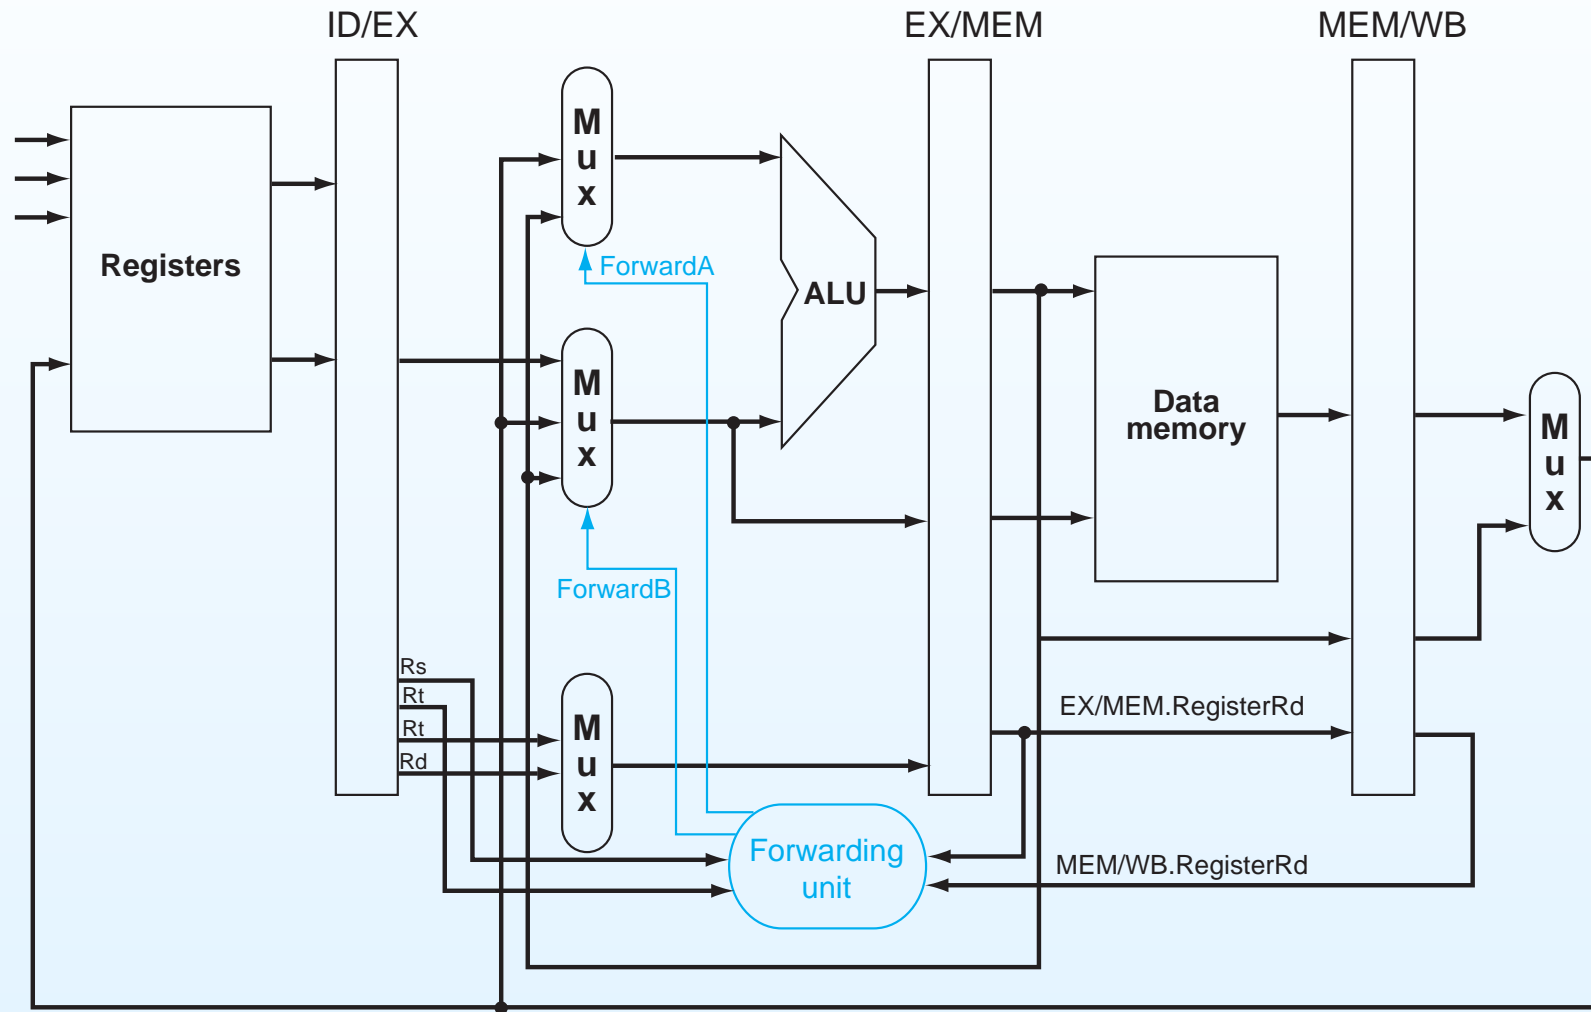 ID/EX
EX/MEM
MEM/WB
M
u
x
Registers
ForwardA
ALU
M
u
x
Data
memory
M
u
x
ForwardB
Rs
Rt
Rt
Rd
M
u
x
EX/MEM.RegisterRd
Forwarding
unit
MEM/WB.RegisterRd